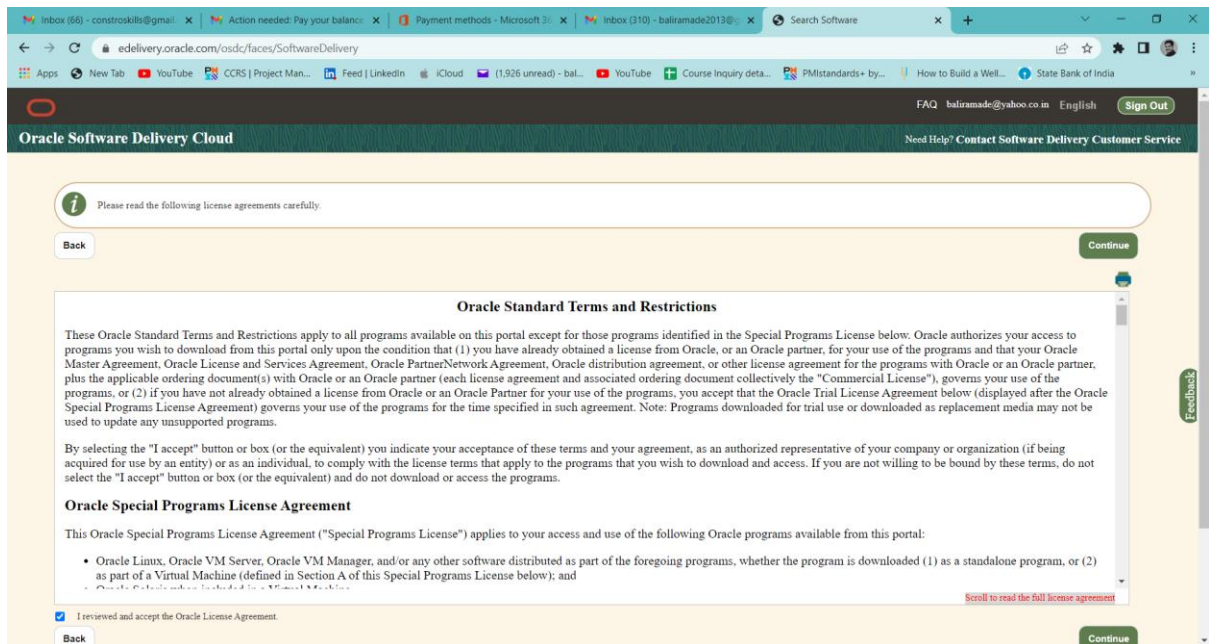 Inbox (66) - constroskills@gmail
Action needed: Pay your balance
Payment methods - Microsoft 36
Inbox (310) - baliramade2013@g
Search Software
edelivery.oracle.com/osdc/faces/SoftwareDelivery
Apps
New Tab
YouTube
CCRS | Project Man...
Feed | LinkedIn
iCloud
(1,926 unread) - bal...
YouTube
Course Inquiry deta...
PMIstandards+ by...
How to Build a Well...
State Bank of India
FAQ baliramade@yahoo.co.in English Sign Out
Oracle Software Delivery Cloud
Need Help? Contact Software Delivery Customer Service
Please read the following license agreements carefully.
Back
Continue
Oracle Standard Terms and Restrictions
These Oracle Standard Terms and Restrictions apply to all programs available on this portal except for those programs identified in the Special Programs License below. Oracle authorizes your access to
programs you wish to download from this portal only upon the condition that (1) you have already obtained a license from Oracle, or an Oracle partner, for your use of the programs and that your Oracle
Master Agreement, Oracle License and Services Agreement, Oracle PartnerNetwork Agreement, Oracle distribution agreement, or other license agreement for the programs with Oracle or an Oracle partner,
plus the applicable ordering document(s) with Oracle or an Oracle partner (each license agreement and associated ordering document collectively the "Commercial License"), governs your use of the
programs, or (2) if you have not already obtained a license from Oracle or an Oracle Partner for your use of the programs, you accept that the Oracle Trial License Agreement below (displayed after the Oracle
Special Programs License Agreement) governs your use of the programs for the time specified in such agreement. Note: Programs downloaded for trial use or downloaded as replacement media may not be
used to update any unsupported programs.
By selecting the "I accept" button or box (or the equivalent) you indicate your acceptance of these terms and your agreement, as an authorized representative of your company or organization (if being
acquired for use by an entity) or as an individual, to comply with the license terms that apply to the programs that you wish to download and access. If you are not willing to be bound by these terms, do not
select the "I accept" button or box (or the equivalent) and do not download or access the programs.
Oracle Special Programs License Agreement
This Oracle Special Programs License Agreement ("Special Programs License") applies to your access and use of the following Oracle programs available from this portal:
• Oracle Linux, Oracle VM Server, Oracle VM Manager, and/or any other software distributed as part of the foregoing programs, whether the program is downloaded (1) as a standalone program, or (2)
as part of a Virtual Machine (defined in Section A of this Special Programs License below); and
Scroll to read the full license agreement
I reviewed and accept the Oracle License Agreement.
Back
Continue
Feedback